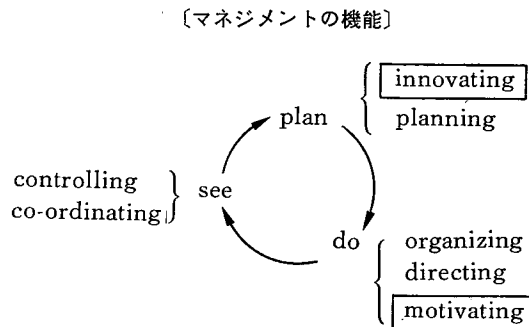 〔マネジメントの機能〕
innovating
plan
planning
controlling
see
co-ordinating
do
organizing
directing
motivating